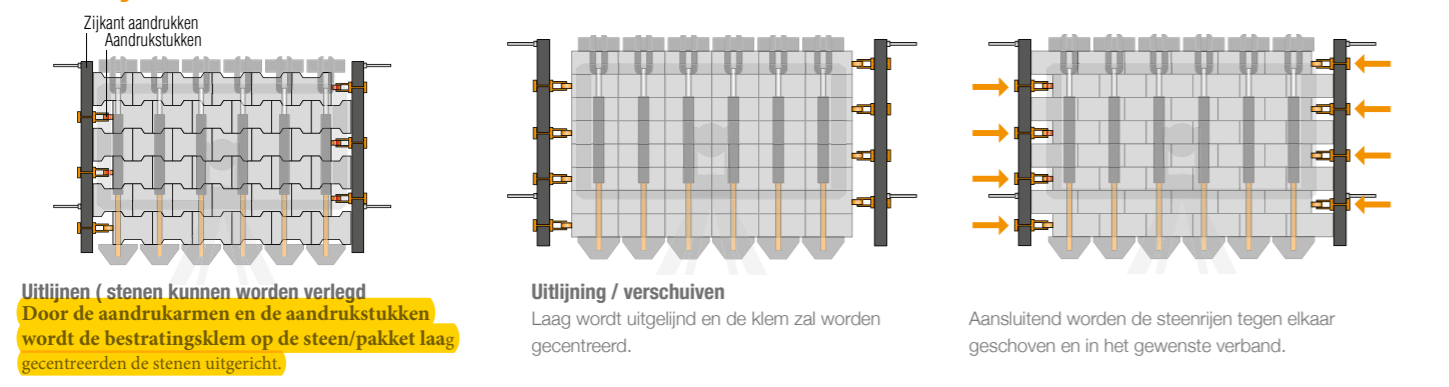 Zijkant aandrukken
Aandrukstukken
Uitlijnen ( stenen kunnen worden verlegd
Door de aandrukarmen en de aandrukstukken
wordt de bestratingsklem op de steen/pakket laag
gecentreerden de stenen uitgericht.
Uitlijning / verschuiven
Laag wordt uitgelijnd en de klem zal worden
gecentreerd.
Aansluitend worden de steenrijen tegen elkaar
geschoven en in het gewenste verband.